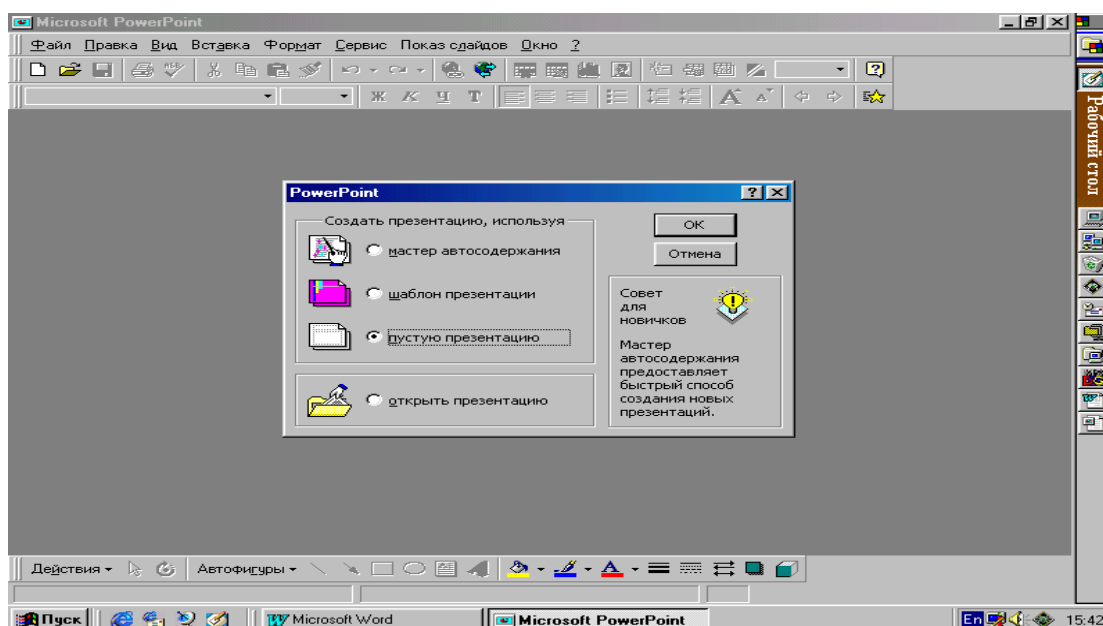 Microsoft PowerPoint
Файл Правка Вид Вставка Формат Сервис Показ слайдов Окно ?
Ж К Ч Т
Рабочий стол
PowerPoint
Создать презентацию, используя
мастер автосодержания
шаблон презентации
пустую презентацию
открыть презентацию
ОК
Отмена
Совет
для
новичков
Мастер
автосодержания
предоставляет
быстрый способ
создания новых
презентаций.
Действия Автофигуры
Пуск Microsoft Word Microsoft PowerPoint En 15:42